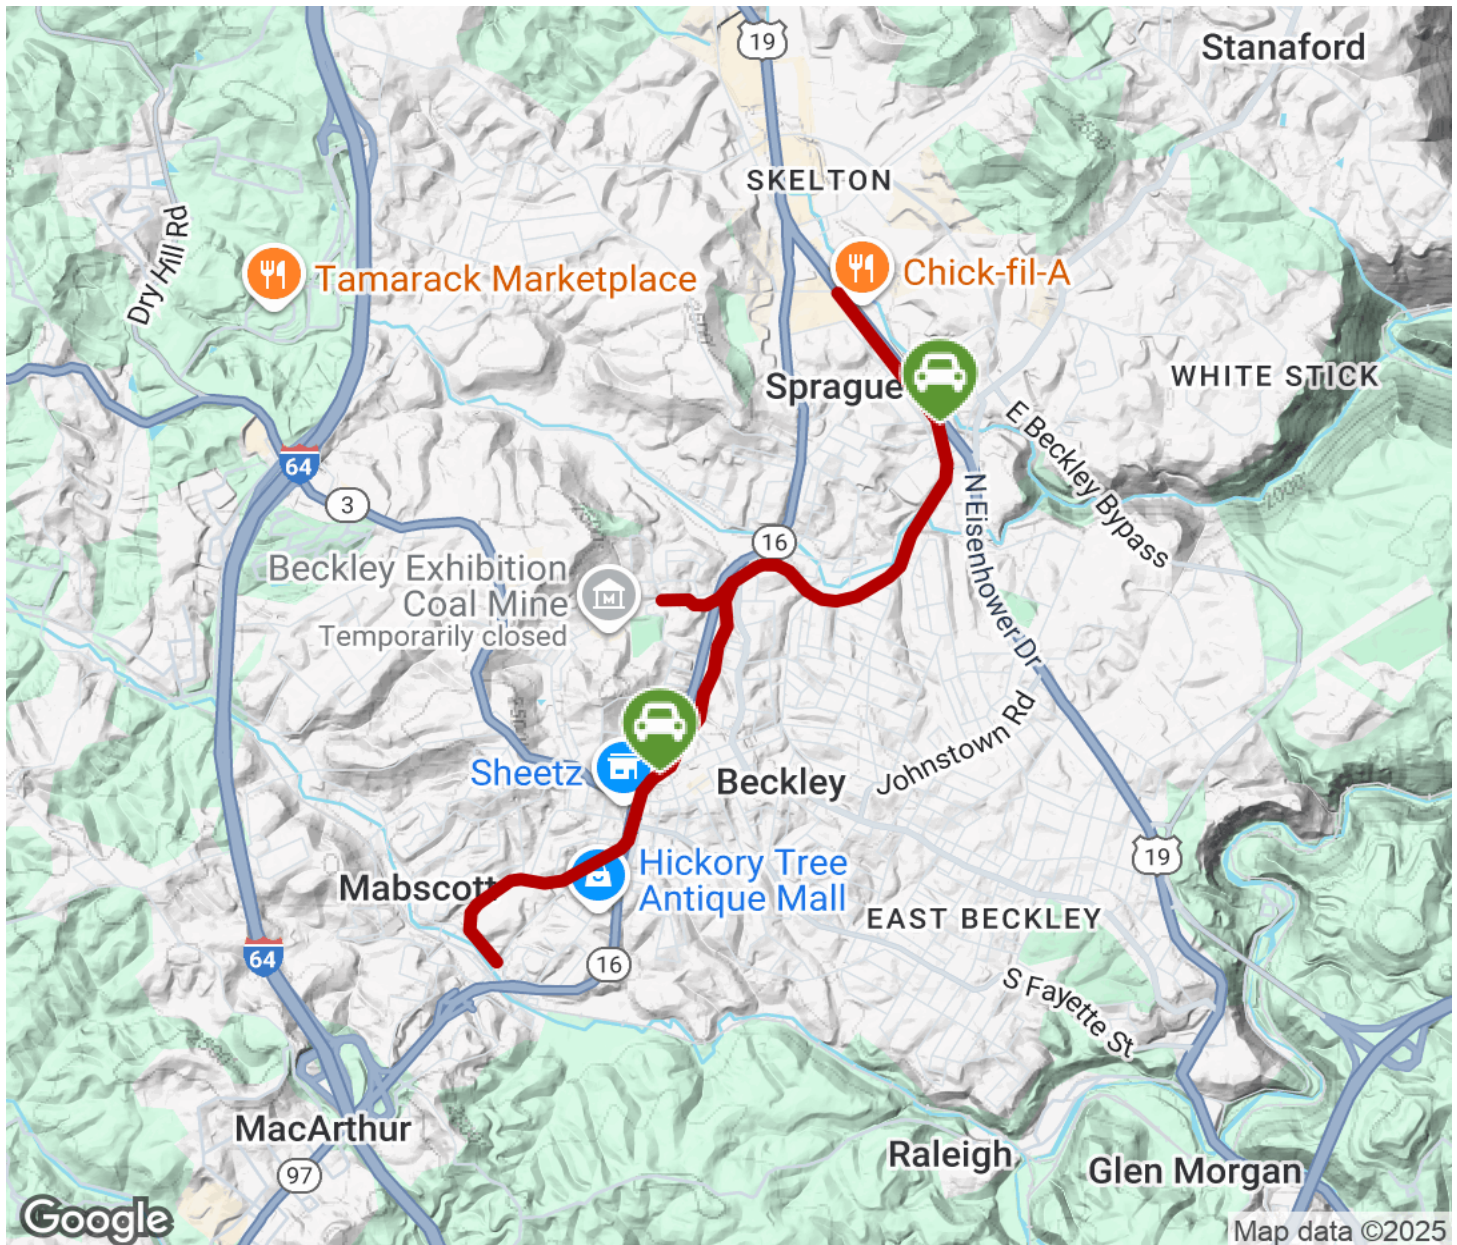 19
Stanaford
SKELTON
Dry Hill Rd
Tamarack Marketplace
Chick-fil-A
Sprague
WHITE STICK
E Beckley Bypass
64
3
N Eisenhower Dr
2000
16
Beckley Exhibition
Coal Mine
Temporarily closed
M
Johnstown Rd
Sheetz
Beckley
19
Hickory Tree
Antique Mall
Mabscott
EAST BECKLEY
64
16
S Fayette St
MacArthur
Raleigh
Glen Morgan
97
Google
Map data ©2025